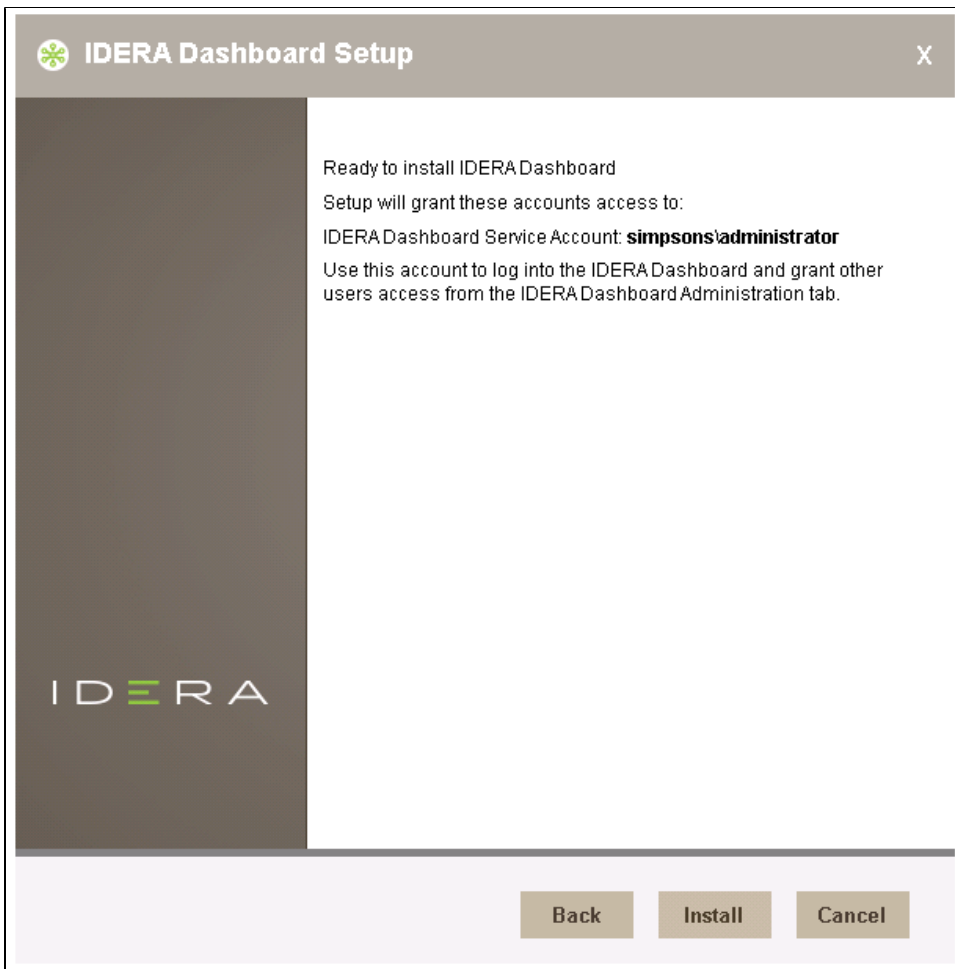 IDERA Dashboard Setup
X
Ready to install IDERA Dashboard
Setup will grant these accounts access to:
IDERA Dashboard Service Account: simpsons\administrator
Use this account to log into the IDERA Dashboard and grant other
users access from the IDERA Dashboard Administration tab.
IDERA
Back
Install
Cancel